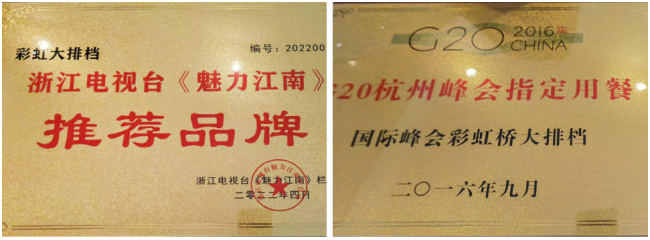 彩虹大排档
编号：202200
浙江电视台《魅力江南》
推荐品牌
浙江电视台《魅力江南》栏
二零二二年四月
G20 2016
CHINA
20杭州峰会指定用餐
国际峰会彩虹桥大排档
二〇一六年九月